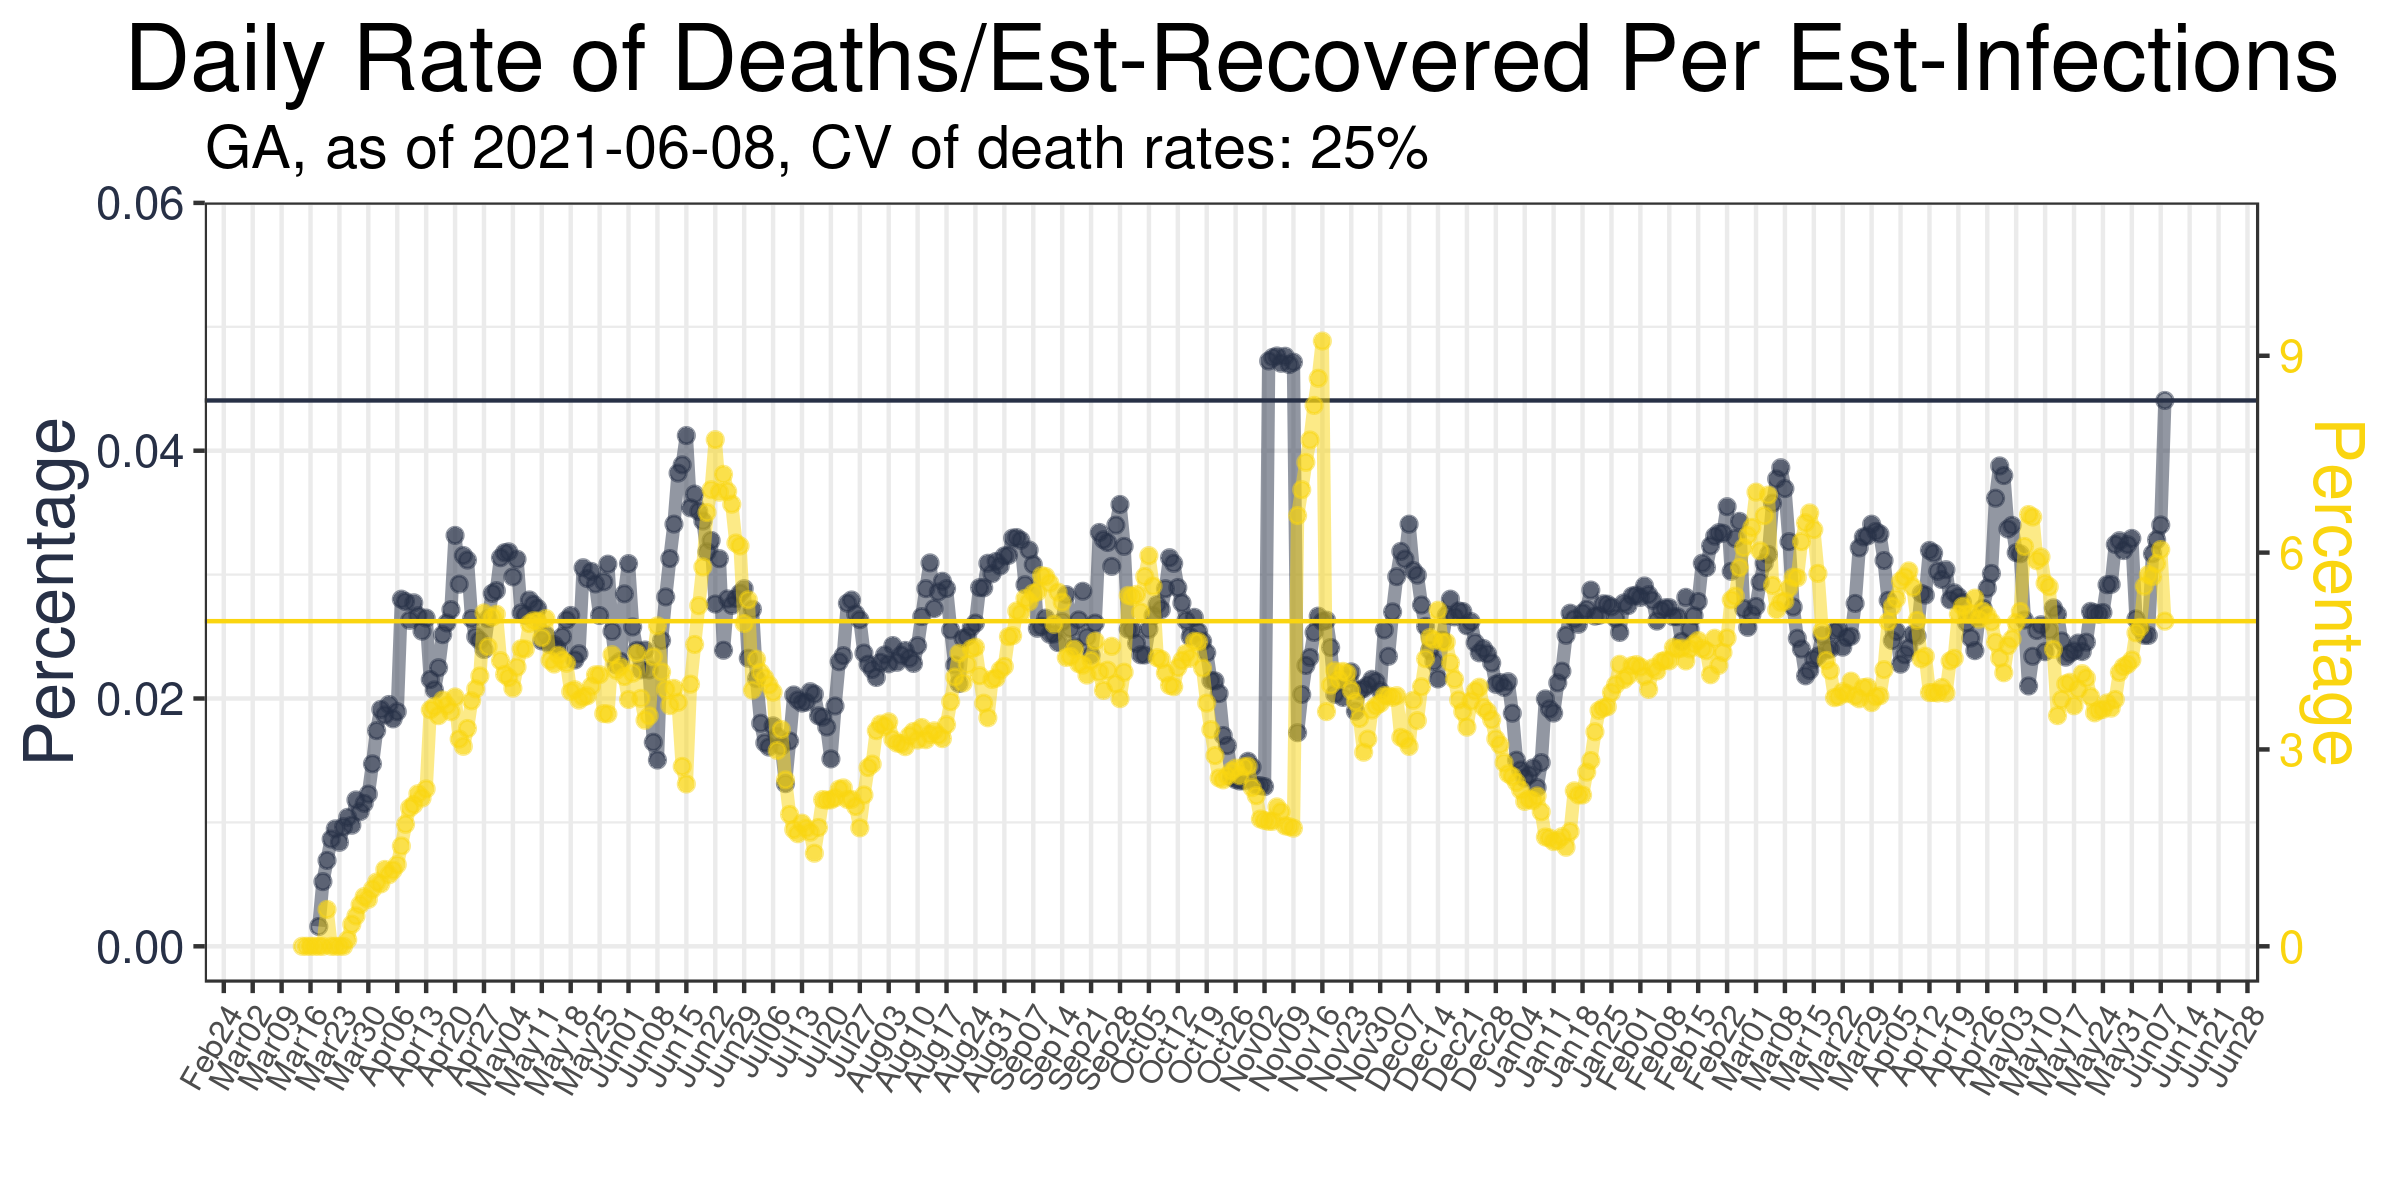 Daily Rate of Deaths/Est-Recovered Per Est-Infections
GA, as of 2021-06-08, CV of death rates: 25%
Percentage
0.06
0.04
0.02
0.00
9
6
3
0
Percentage
Feb24
Mar02
Mar09
Mar16
Mar23
Mar30
Apr06
Apr13
Apr20
Apr27
May04
May11
May18
May25
Jun01
Jun08
Jun15
Jun22
Jun29
Jul06
Jul13
Jul20
Jul27
Aug03
Aug10
Aug17
Aug24
Aug31
Sep07
Sep14
Sep21
Sep28
Oct05
Oct12
Oct19
Oct26
Nov02
Nov09
Nov16
Nov23
Nov30
Dec07
Dec14
Dec21
Dec28
Jan04
Jan11
Jan18
Jan25
Feb01
Feb08
Feb15
Feb22
Mar01
Mar08
Mar15
Mar22
Mar29
Apr05
Apr12
Apr19
Apr26
May03
May10
May17
May24
May31
Jun07
Jun14
Jun21
Jun28